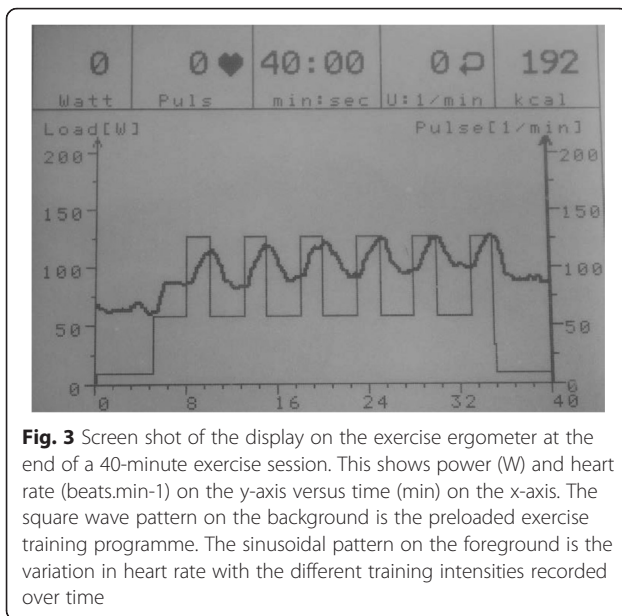 0 0 ♥ 40:00 0 192
Watt Puls min:sec U:1/min kcal
Load[W] Pulse[1/min]
200 200
150 150
100 100
50 50
0 0
0 8 16 24 32 40
Fig. 3 Screen shot of the display on the exercise ergometer at the
end of a 40-minute exercise session. This shows power (W) and heart
rate (beats.min-1) on the y-axis versus time (min) on the x-axis. The
square wave pattern on the background is the preloaded exercise
training programme. The sinusoidal pattern on the foreground is the
variation in heart rate with the different training intensities recorded
over time